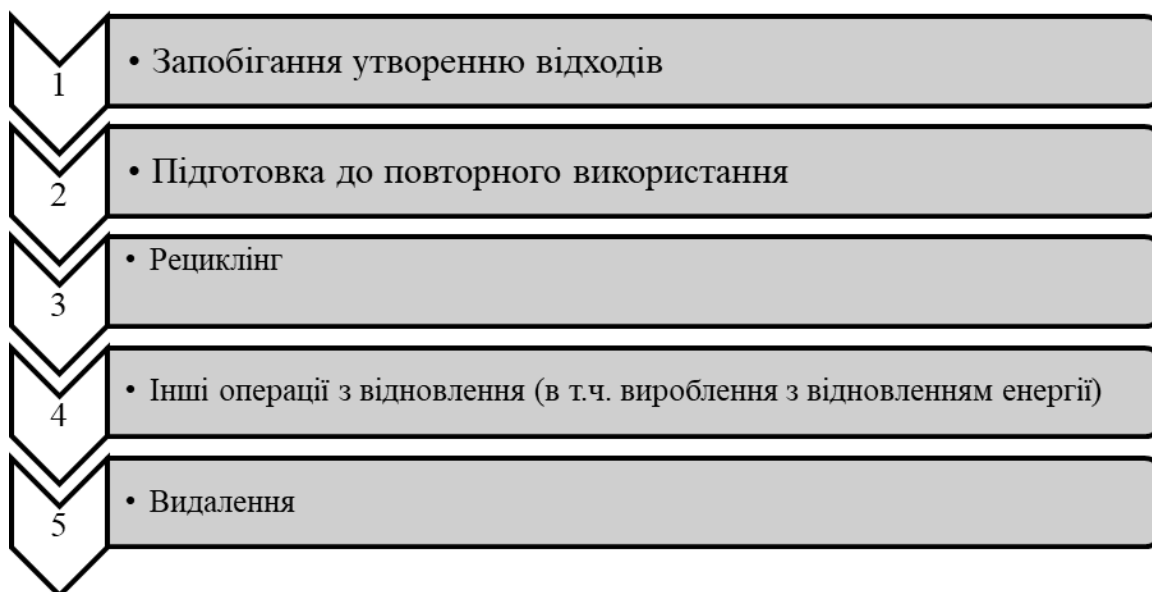 1
• Запобігання утворенню відходів
2
• Підготовка до повторного використання
3
• Рециклінг
4
• Інші операції з відновлення (в т.ч. вироблення з відновленням енергії)
5
• Видалення